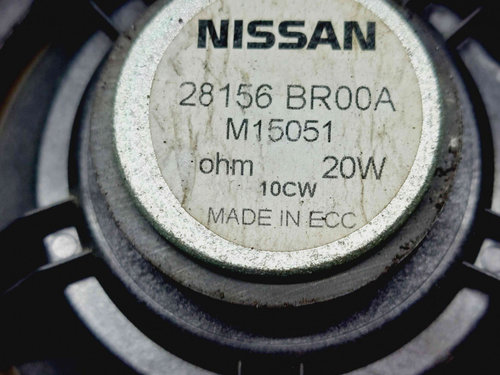 NISSAN
28156 BR00A
M15051
ohm 20W
10CW
MADE IN ECC